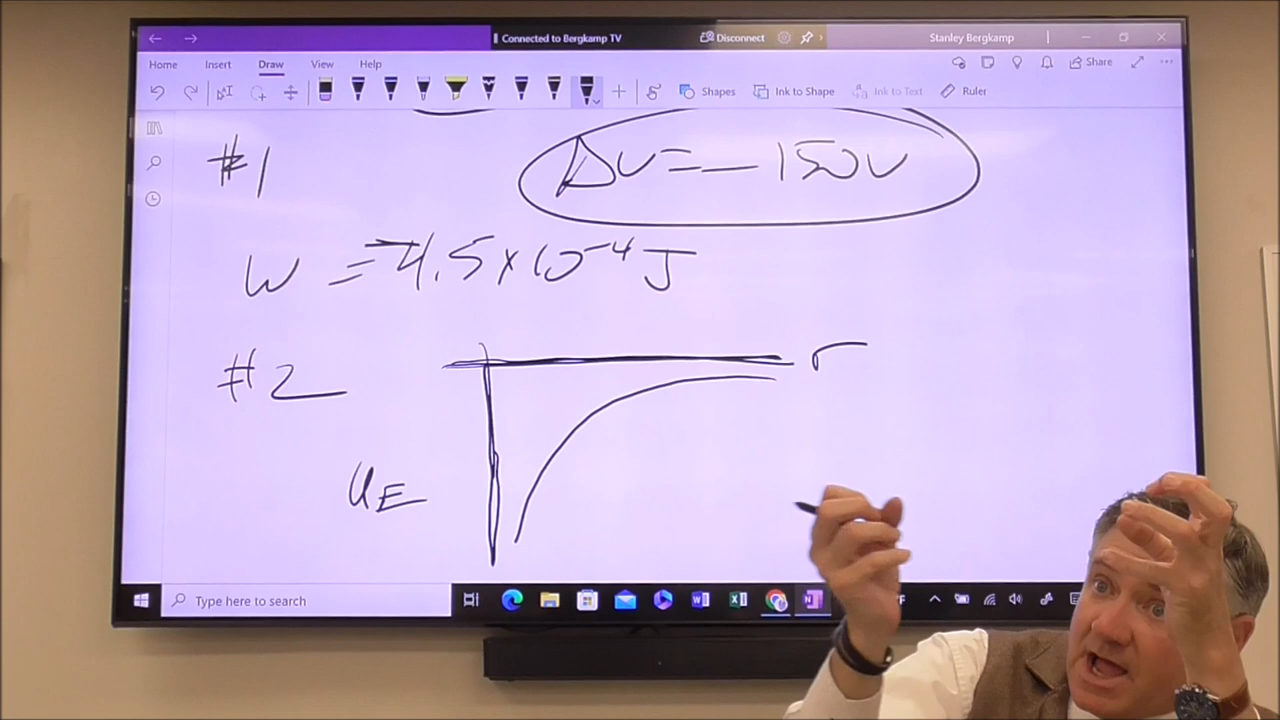 Connected to Bergkamp TV
Disconnect
Stanley Bergkamp
Home Insert Draw View Help
Share
Shapes
Ink to Shape
Ink to Text
Ruler
#1
ΔV=-150V
W = -4.5×10⁻⁴ J
#2
r
U_E
Type here to search